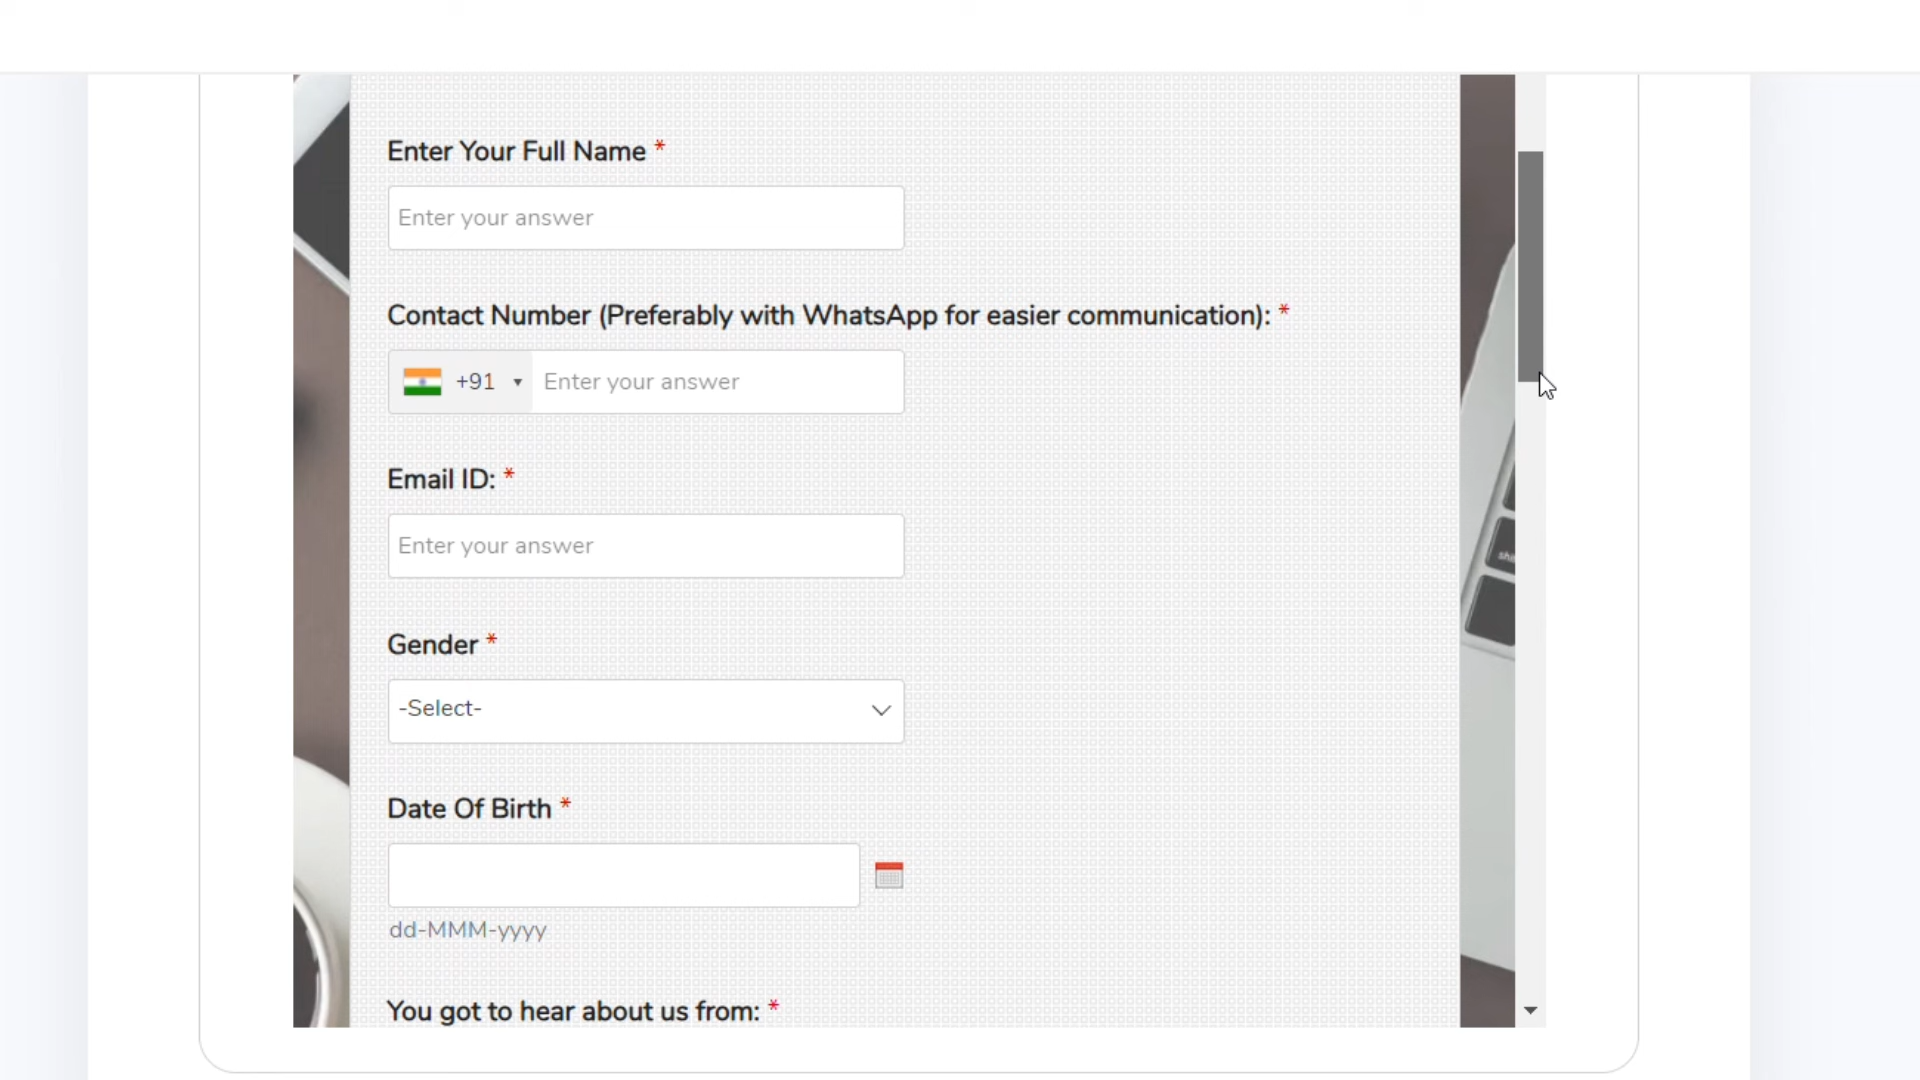 Enter Your Full Name *
Enter your answer
Contact Number (Preferably with WhatsApp for easier communication): *
+91 Enter your answer
Email ID: *
Enter your answer
Gender *
-Select-
Date Of Birth *
dd-MMM-yyyy
You got to hear about us from: *